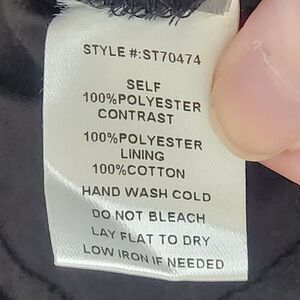 STYLE #:ST70474
SELF
100%POLYESTER
CONTRAST
100%POLYESTER
LINING
100%COTTON
HAND WASH COLD
DO NOT BLEACH
LAY FLAT TO DRY
LOW IRON IF NEEDED